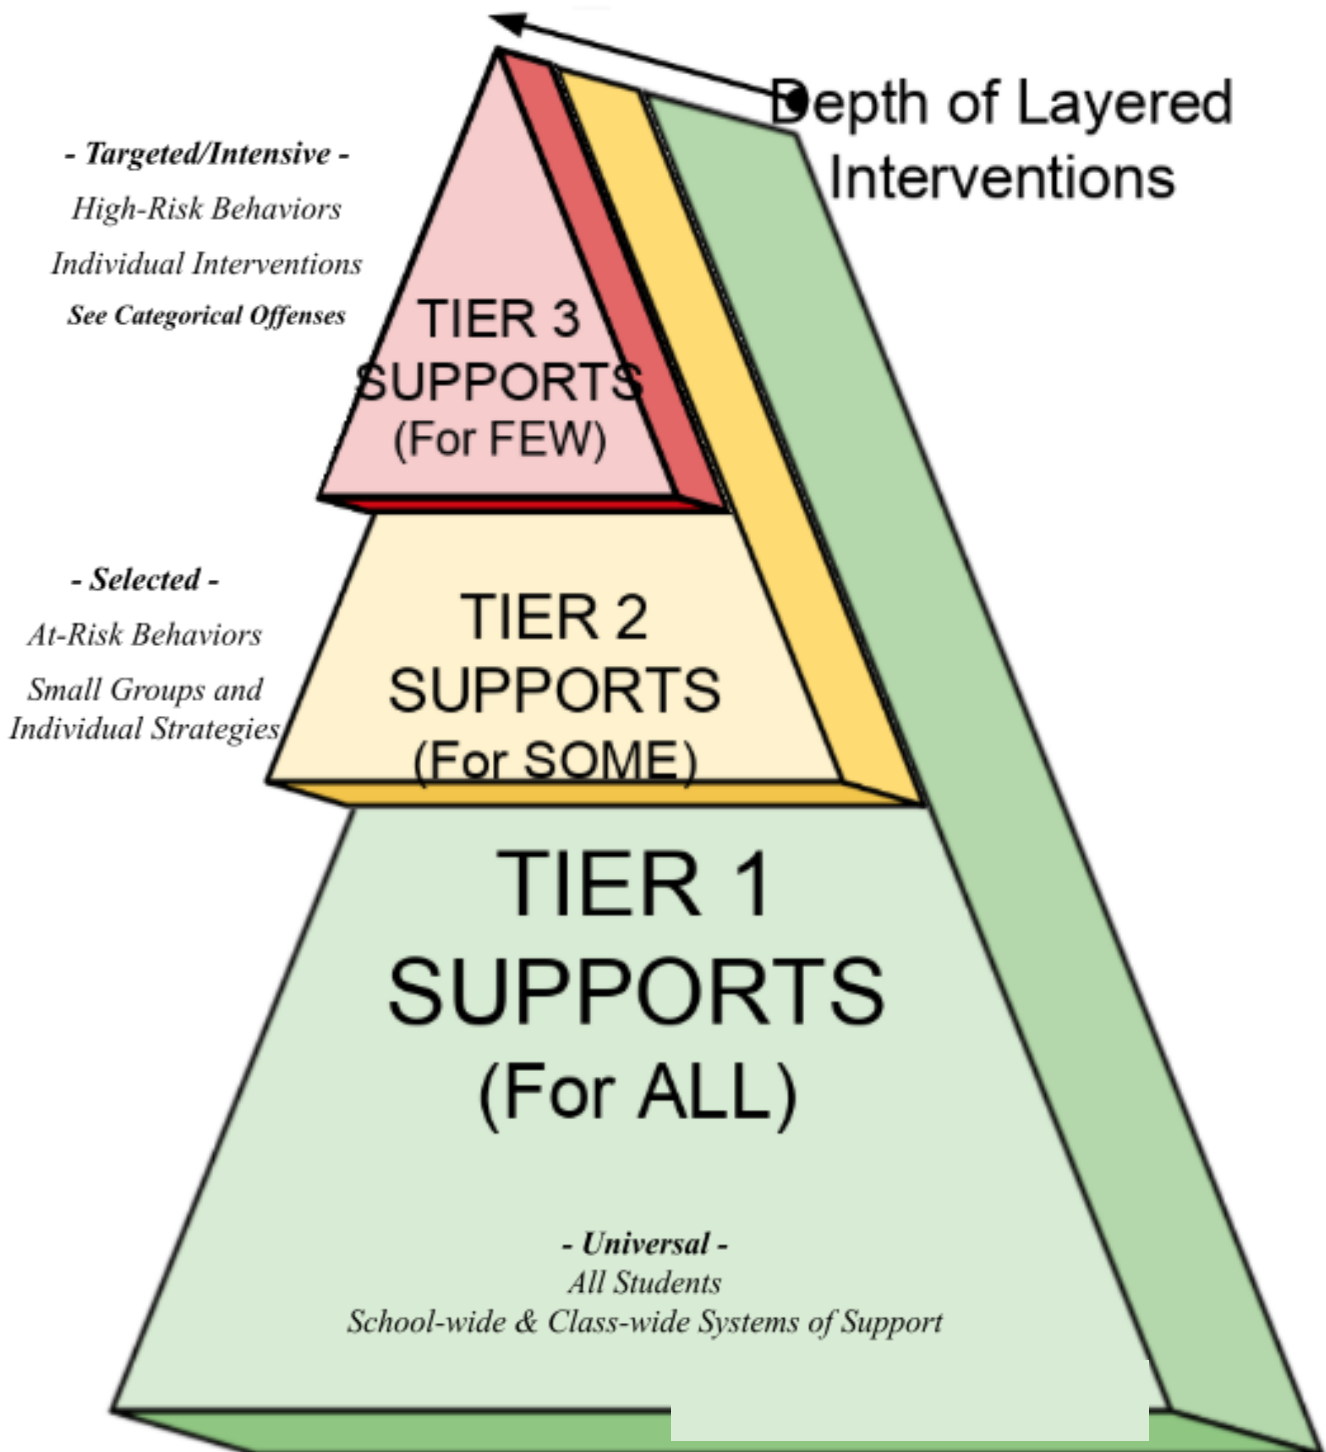 Depth of Layered
Interventions
- Targeted/Intensive -
High-Risk Behaviors
Individual Interventions
See Categorical Offenses
TIER 3
SUPPORTS
(For FEW)
- Selected -
At-Risk Behaviors
Small Groups and
Individual Strategies
TIER 2
SUPPORTS
(For SOME)
TIER 1
SUPPORTS
(For ALL)
- Universal -
All Students
School-wide & Class-wide Systems of Support